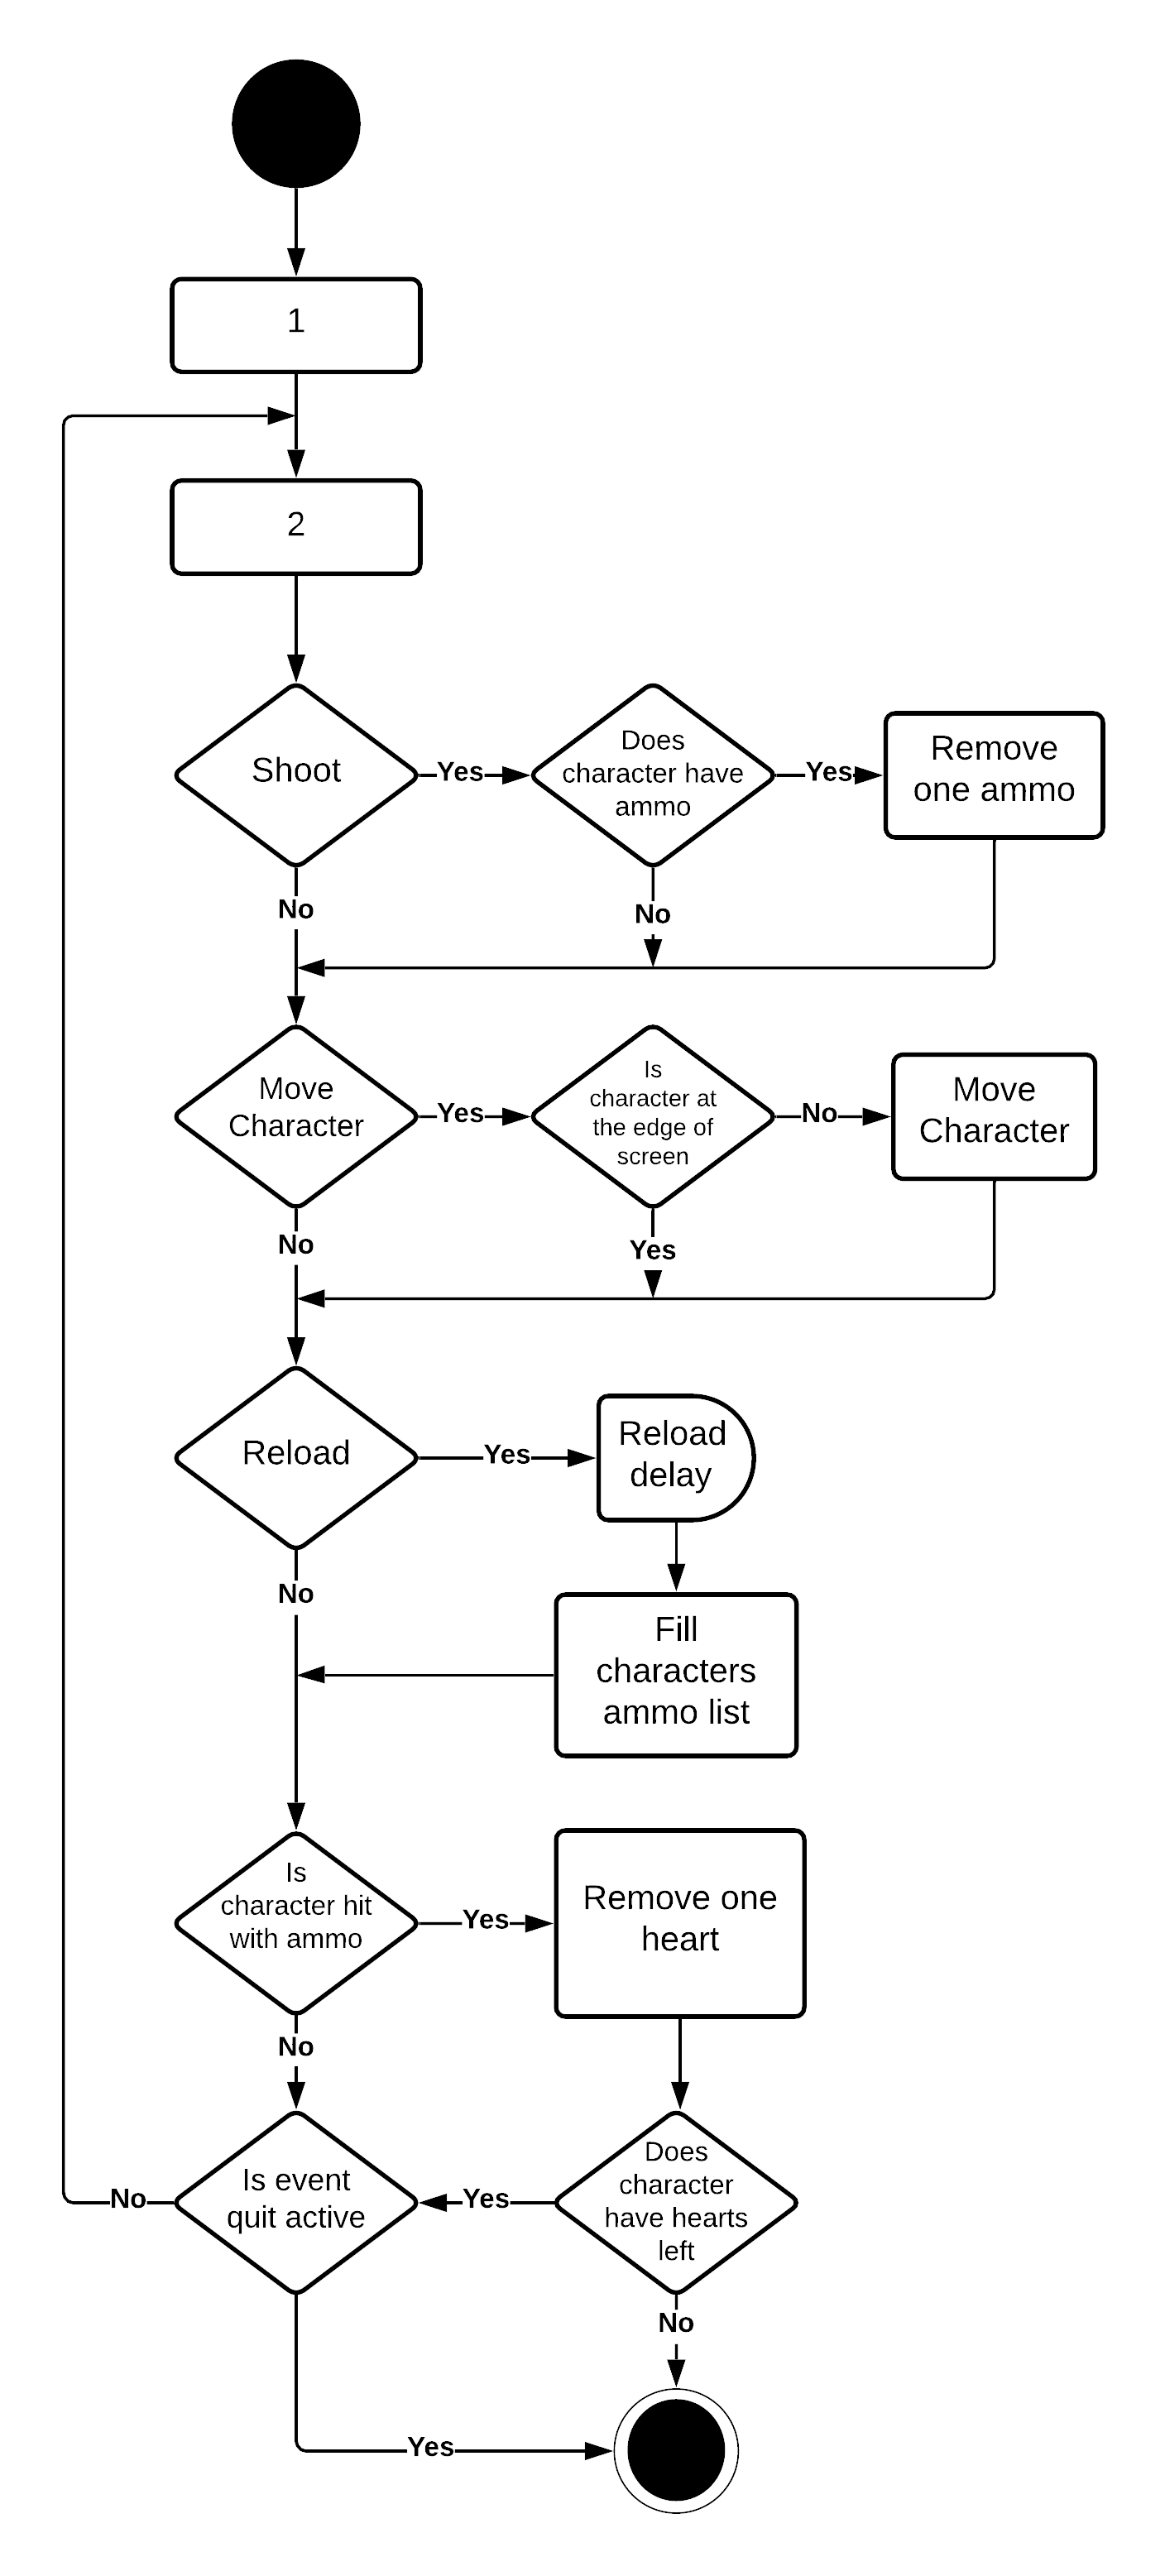 1
2
Shoot
Yes
Does
character have
ammo
Yes
Remove
one ammo
No
No
Move
Character
Yes
Is
character at
the edge of
screen
No
Move
Character
No
Yes
Reload
Yes
Reload
delay
No
Fill
characters
ammo list
Is
character hit
with ammo
Yes
Remove one
heart
No
Is event
quit active
No
Yes
Does
character
have hearts
left
No
Yes